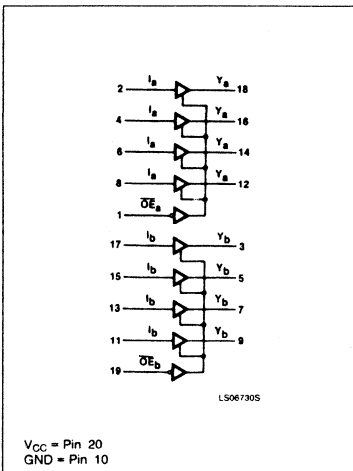 2 Ia Ya 18
4 Ia Ya 16
6 Ia Ya 14
8 Ia Ya 12
1 OEa
17 Ib Yb 3
15 Ib Yb 5
13 Ib Yb 7
11 Ib Yb 9
19 OEb
LS06730S
VCC = Pin 20
GND = Pin 10